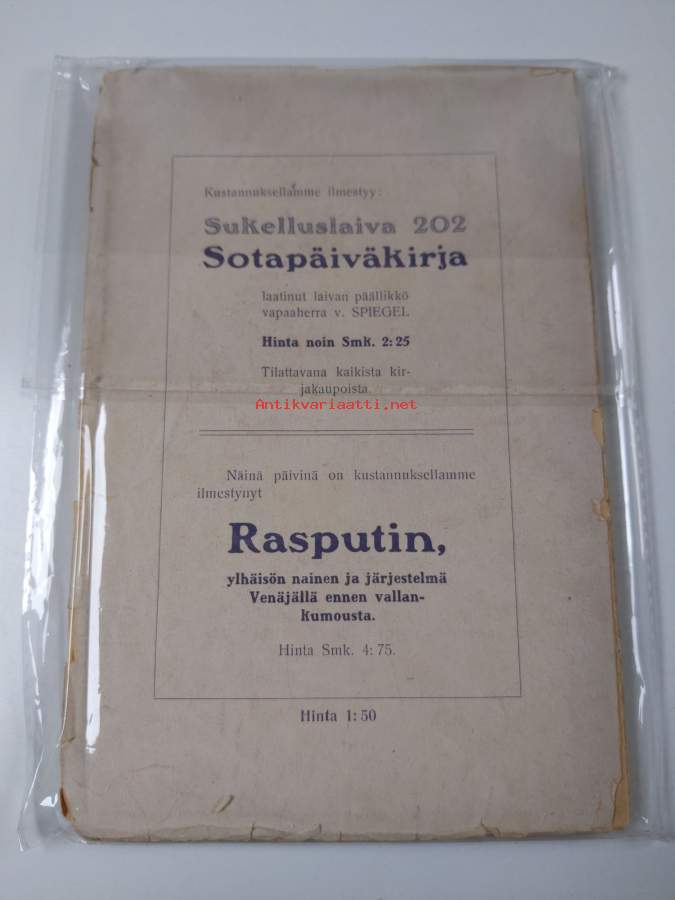 Kustannuksellamme ilmestyy:
Sukelluslaiva 202
Sotapäiväkirja
laatinut laivan päällikkö
vapaaherra v. SPIEGEL
Hinta noin Smk. 2:25
Tilattavana kaikista kir-
jakaupoista.
Antikvariaatti.net
Näinä päivinä on kustannuksellamme
ilmestynyt
Rasputin,
ylhäisön nainen ja järjestelmä
Venäjällä ennen vallan-
kumousta.
Hinta Smk. 4:75.
Hinta 1:50